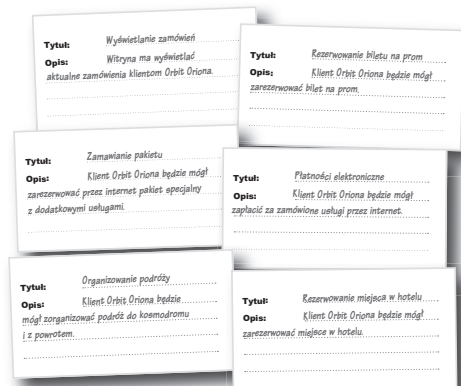 Tytuł: Wyświetlanie zamówień
Opis: Witryna ma wyświetlać
aktualne zamówienia klientom Orbit Oriona.
Tytuł: Rezerwowanie biletu na prom
Opis: Klient Orbit Oriona będzie mógł
zarezerwować bilet na prom.
Tytuł: Zamawianie pakietu
Opis: Klient Orbit Oriona będzie mógł
zarezerwować przez internet pakiet specjalny
z dodatkowymi usługami.
Tytuł: Płatności elektroniczne
Opis: Klient Orbit Oriona będzie mógł
zapłacić za zamówione usługi przez internet.
Tytuł: Organizowanie podróży
Opis: Klient Orbit Oriona będzie
mógł zorganizować podróż do kosmodromu
i z powrotem.
Tytuł: Rezerwowanie miejsca w hotelu
Opis: Klient Orbit Oriona będzie mógł
zarezerwować miejsce w hotelu.